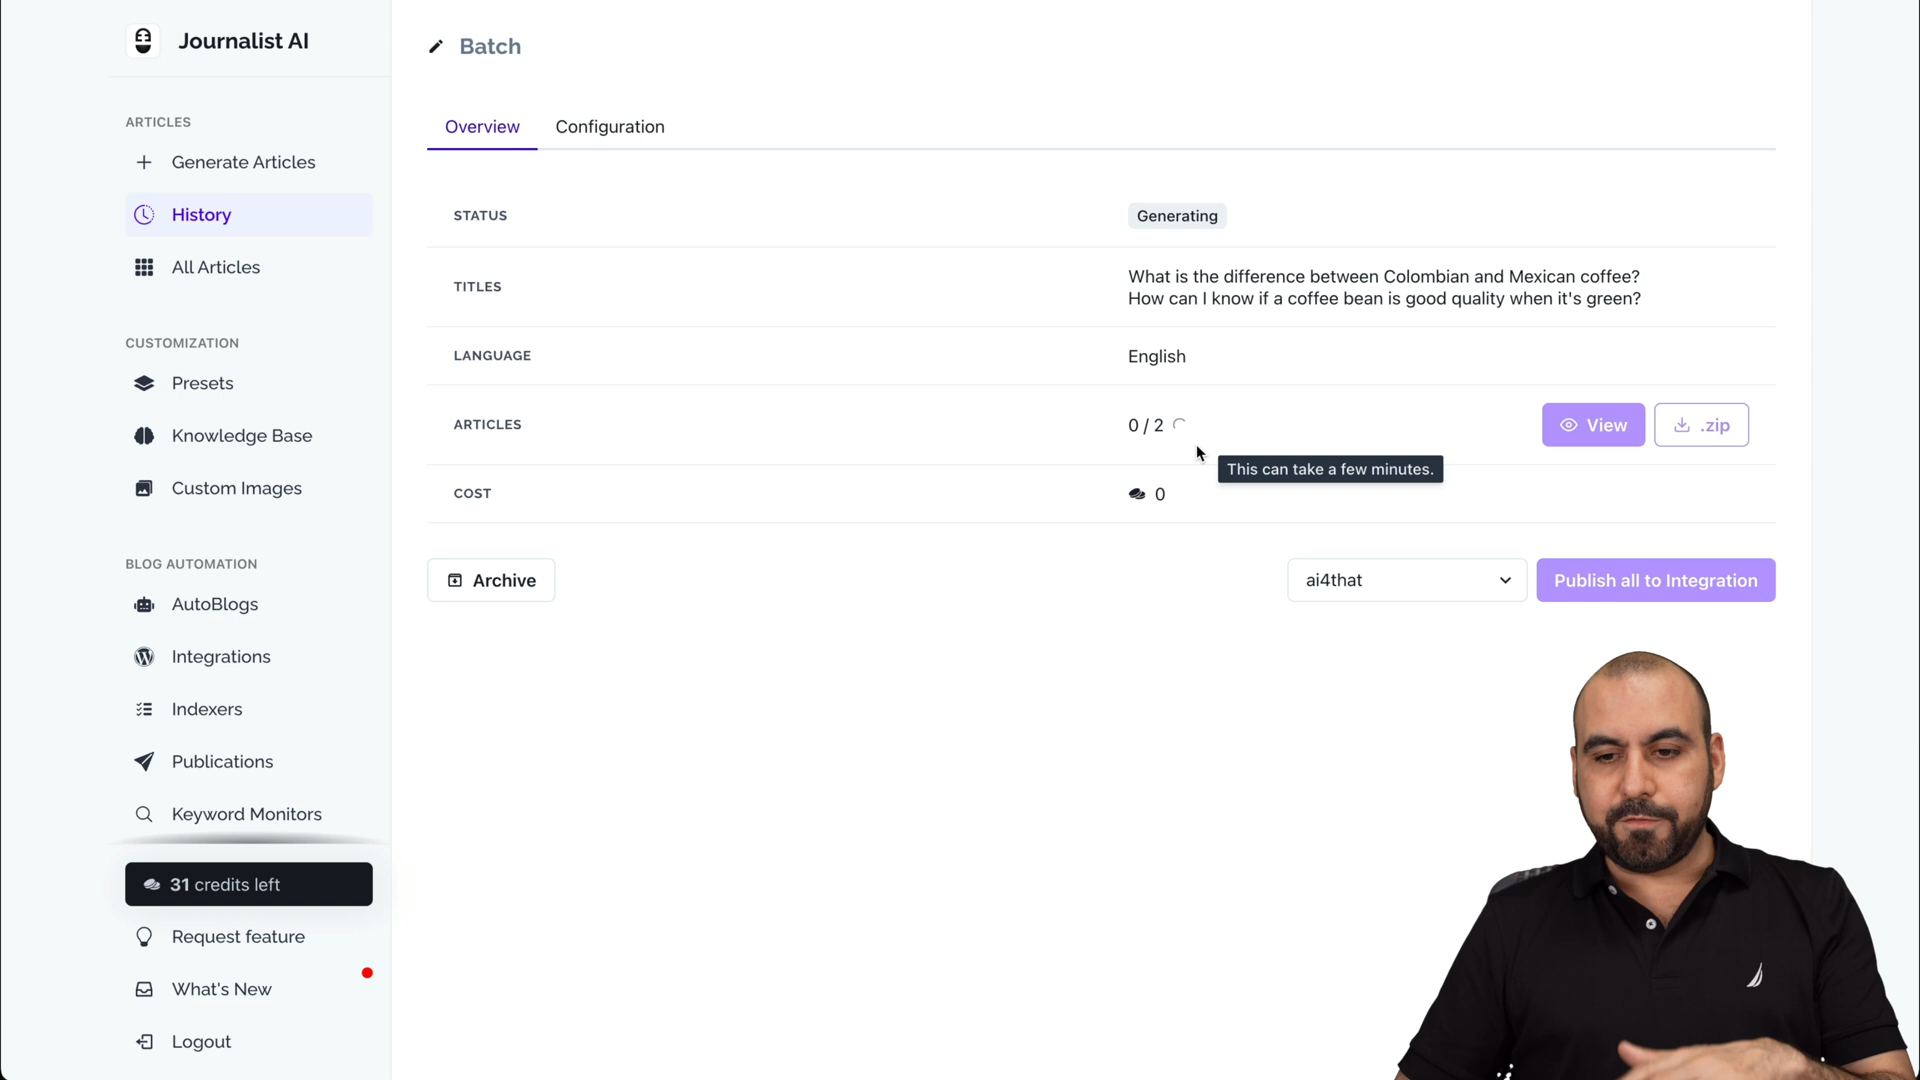 Journalist AI
ARTICLES
Generate Articles
History
All Articles
CUSTOMIZATION
Presets
Knowledge Base
Custom Images
BLOG AUTOMATION
AutoBlogs
Integrations
Indexers
Publications
Keyword Monitors
31 credits left
Request feature
What's New
Logout
Batch
Overview
Configuration
STATUS
Generating
TITLES
What is the difference between Colombian and Mexican coffee?
How can I know if a coffee bean is good quality when it's green?
LANGUAGE
English
ARTICLES
0 / 2
View
.zip
This can take a few minutes.
COST
0
Archive
ai4that
Publish all to Integration